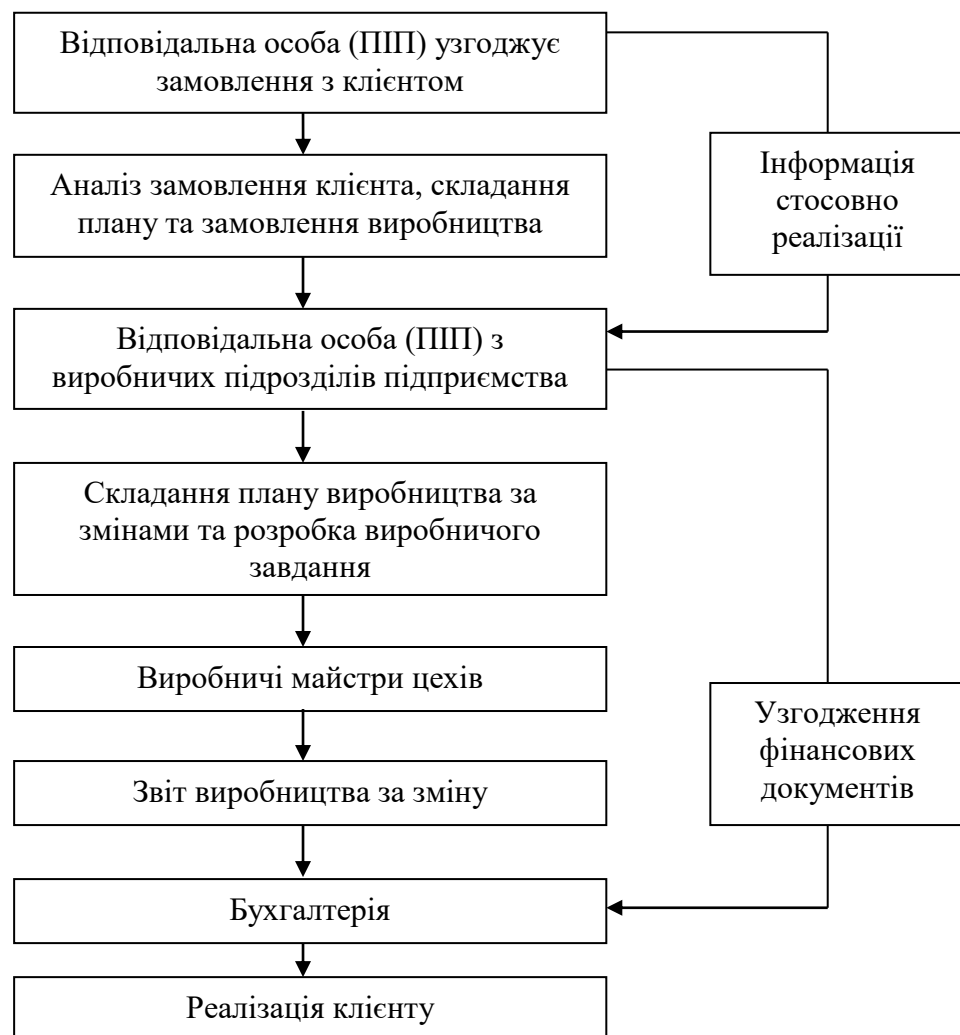 Відповідальна особа (ПІП) узгоджує
замовлення з клієнтом
Аналіз замовлення клієнта, складання
плану та замовлення виробництва
Інформація
стосовно
реалізації
Відповідальна особа (ПІП) з
виробничих підрозділів підприємства
Складання плану виробництва за
змінами та розробка виробничого
завдання
Виробничі майстри цехів
Узгодження
фінансових
документів
Звіт виробництва за зміну
Бухгалтерія
Реалізація клієнту